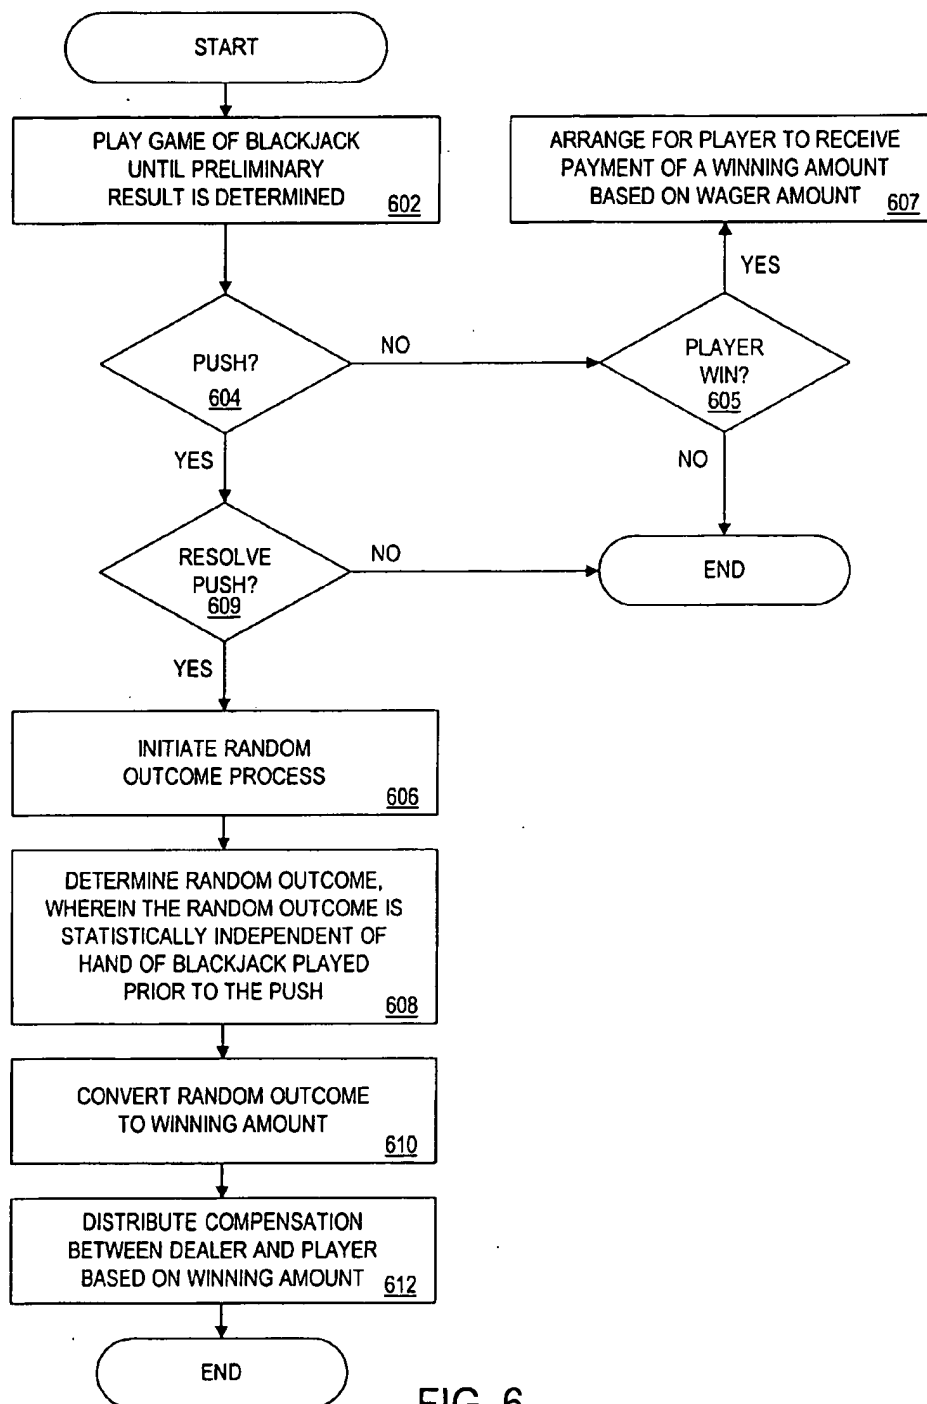 START
PLAY GAME OF BLACKJACK
UNTIL PRELIMINARY
RESULT IS DETERMINED
602
ARRANGE FOR PLAYER TO RECEIVE
PAYMENT OF A WINNING AMOUNT
BASED ON WAGER AMOUNT
607
YES
PUSH?
604
NO
PLAYER
WIN?
605
YES
NO
RESOLVE
PUSH?
609
NO
END
YES
INITIATE RANDOM
OUTCOME PROCESS
606
DETERMINE RANDOM OUTCOME,
WHEREIN THE RANDOM OUTCOME IS
STATISTICALLY INDEPENDENT OF
HAND OF BLACKJACK PLAYED
PRIOR TO THE PUSH
608
CONVERT RANDOM OUTCOME
TO WINNING AMOUNT
610
DISTRIBUTE COMPENSATION
BETWEEN DEALER AND PLAYER
BASED ON WINNING AMOUNT
612
END
FIG. 6